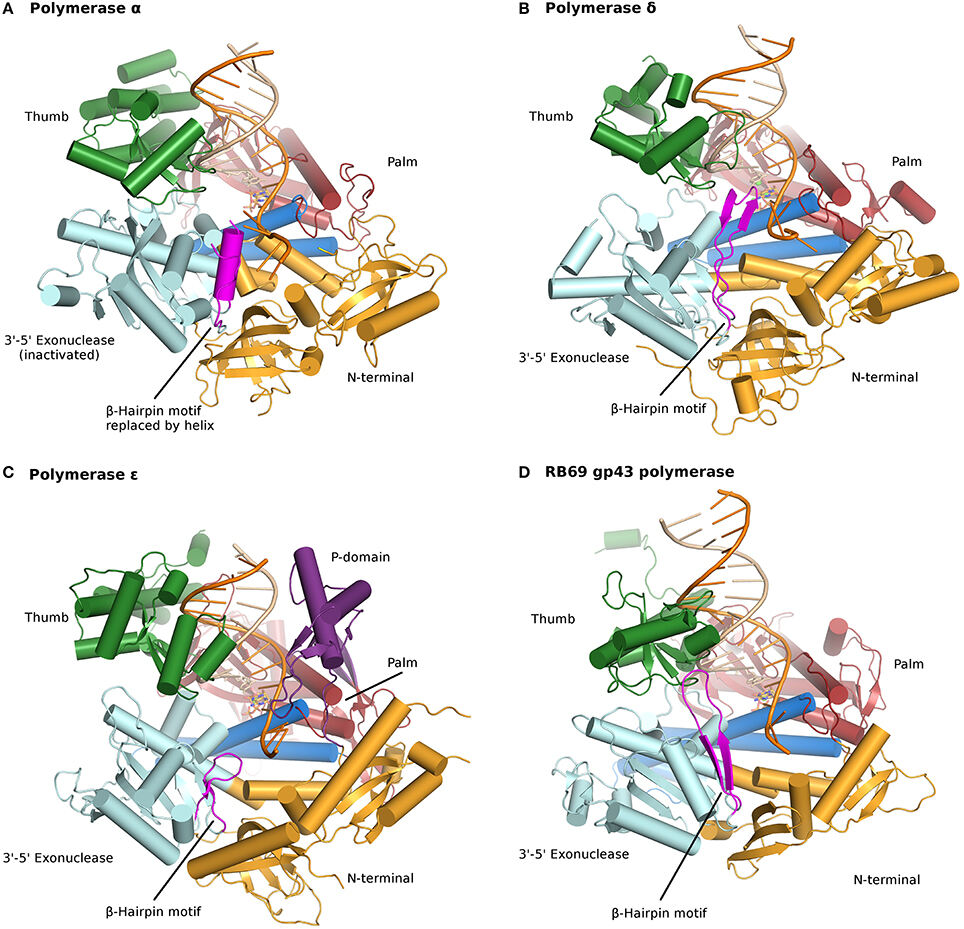 A Polymerase α
Thumb
Palm
3'-5' Exonuclease
(inactivated)
N-terminal
β-Hairpin motif
replaced by helix
B Polymerase δ
Thumb
Palm
3'-5' Exonuclease
N-terminal
β-Hairpin motif
C Polymerase ε
P-domain
Thumb
Palm
3'-5' Exonuclease
N-terminal
β-Hairpin motif
D RB69 gp43 polymerase
Thumb
Palm
3'-5' Exonuclease
N-terminal
β-Hairpin motif